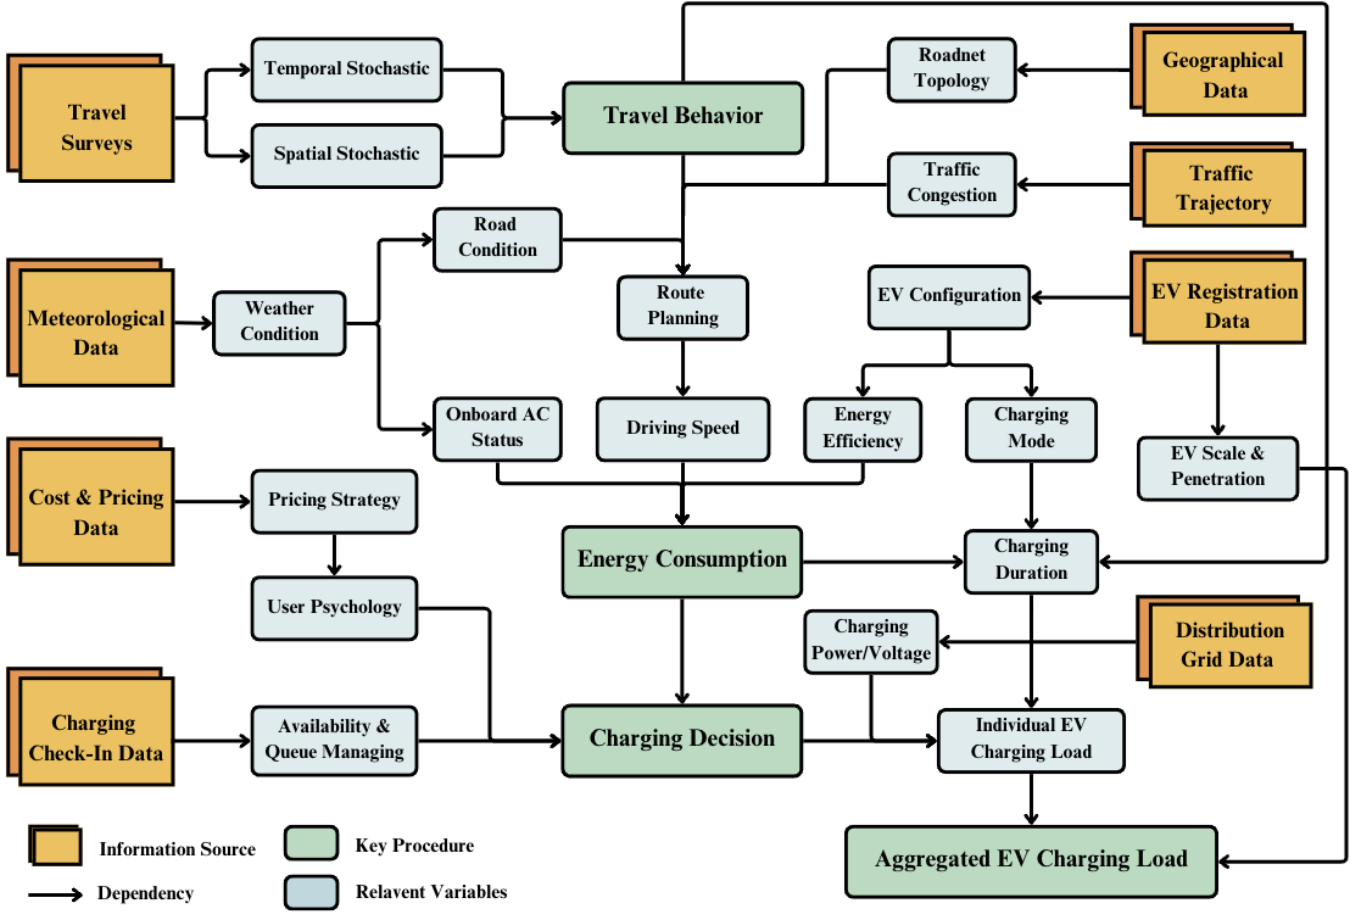 Temporal Stochastic
Roadnet
Topology
Geographical
Data
Travel
Surveys
Travel Behavior
Spatial Stochastic
Traffic
Congestion
Traffic
Trajectory
Road
Condition
Meteorological
Data
Weather
Condition
Route
Planning
EV Configuration
EV Registration
Data
Onboard AC
Status
Driving Speed
Energy
Efficiency
Charging
Mode
EV Scale &
Penetration
Cost & Pricing
Data
Pricing Strategy
Energy Consumption
Charging
Duration
User Psychology
Charging
Power/Voltage
Distribution
Grid Data
Charging
Check-In Data
Availability &
Queue Managing
Charging Decision
Individual EV
Charging Load
Information Source
Key Procedure
Aggregated EV Charging Load
Dependency
Relavent Variables